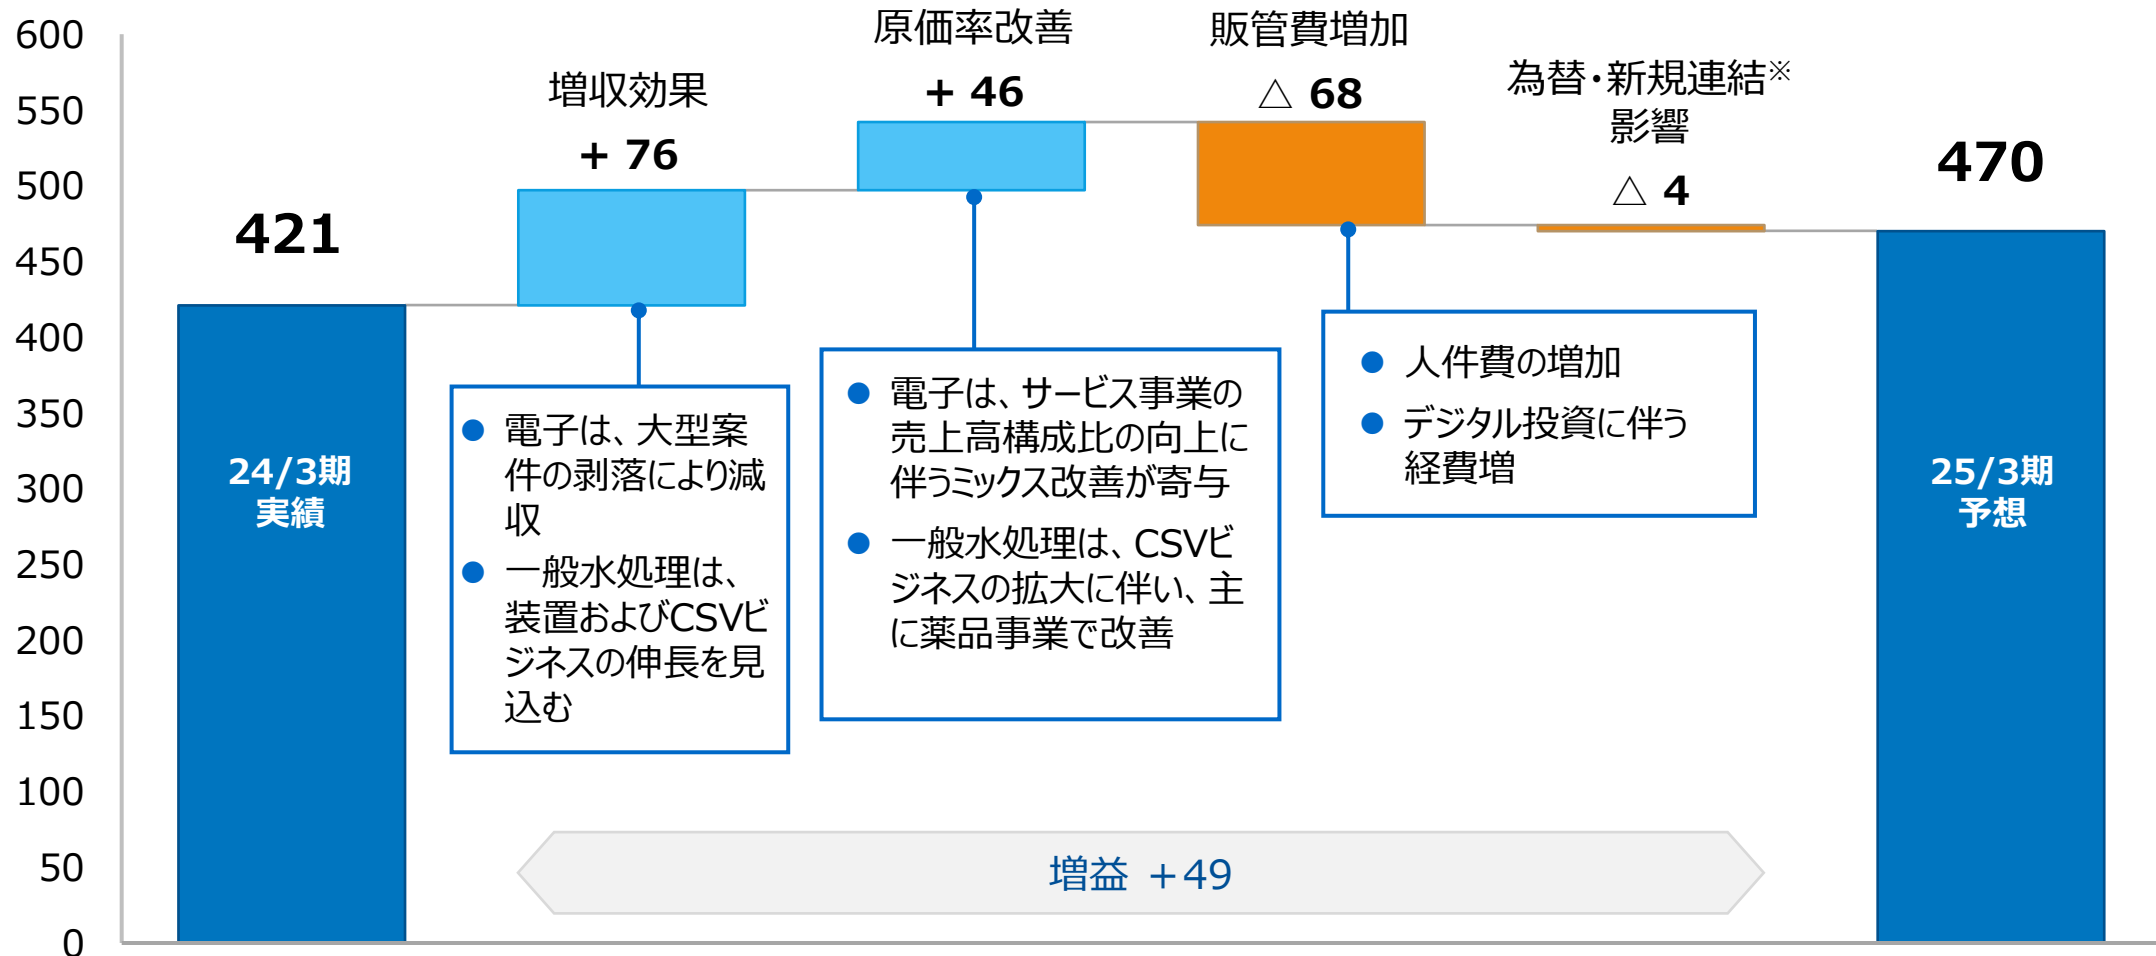 600
550
500
450
400
350
300
250
200
150
100
50
0
421
24/3期
実績
増収効果
+ 76
● 電子は、大型案
件の剥落により減
収
● 一般水処理は、
装置およびCSVビ
ジネスの伸長を見
込む
原価率改善
+ 46
● 電子は、サービス事業の
売上高構成比の向上に
伴うミックス改善が寄与
● 一般水処理は、CSVビ
ジネスの拡大に伴い、主
に薬品事業で改善
販管費増加
△ 68
● 人件費の増加
● デジタル投資に伴う
経費増
為替・新規連結※
影響
△ 4
470
25/3期
予想
増益 +49